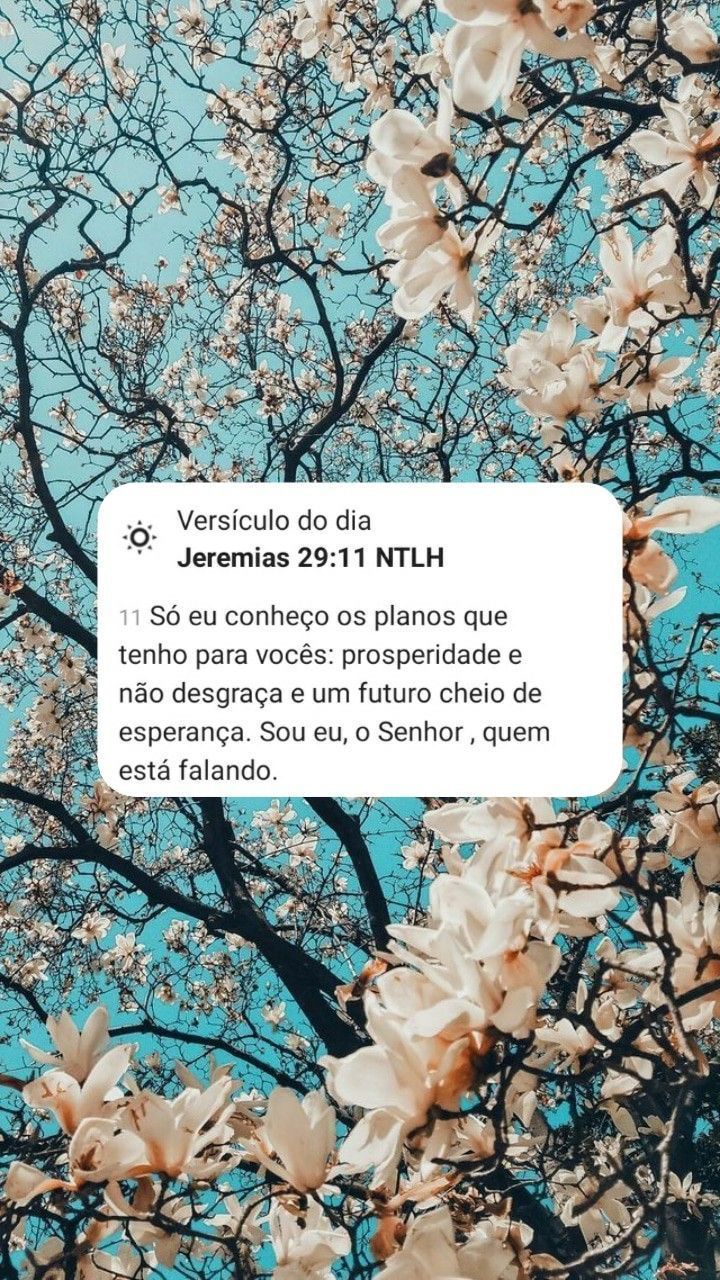 Versículo do dia
Jeremias 29:11 NTLH
11 Só eu conheço os planos que
tenho para vocês: prosperidade e
não desgraça e um futuro cheio de
esperança. Sou eu, o Senhor , quem
está falando.